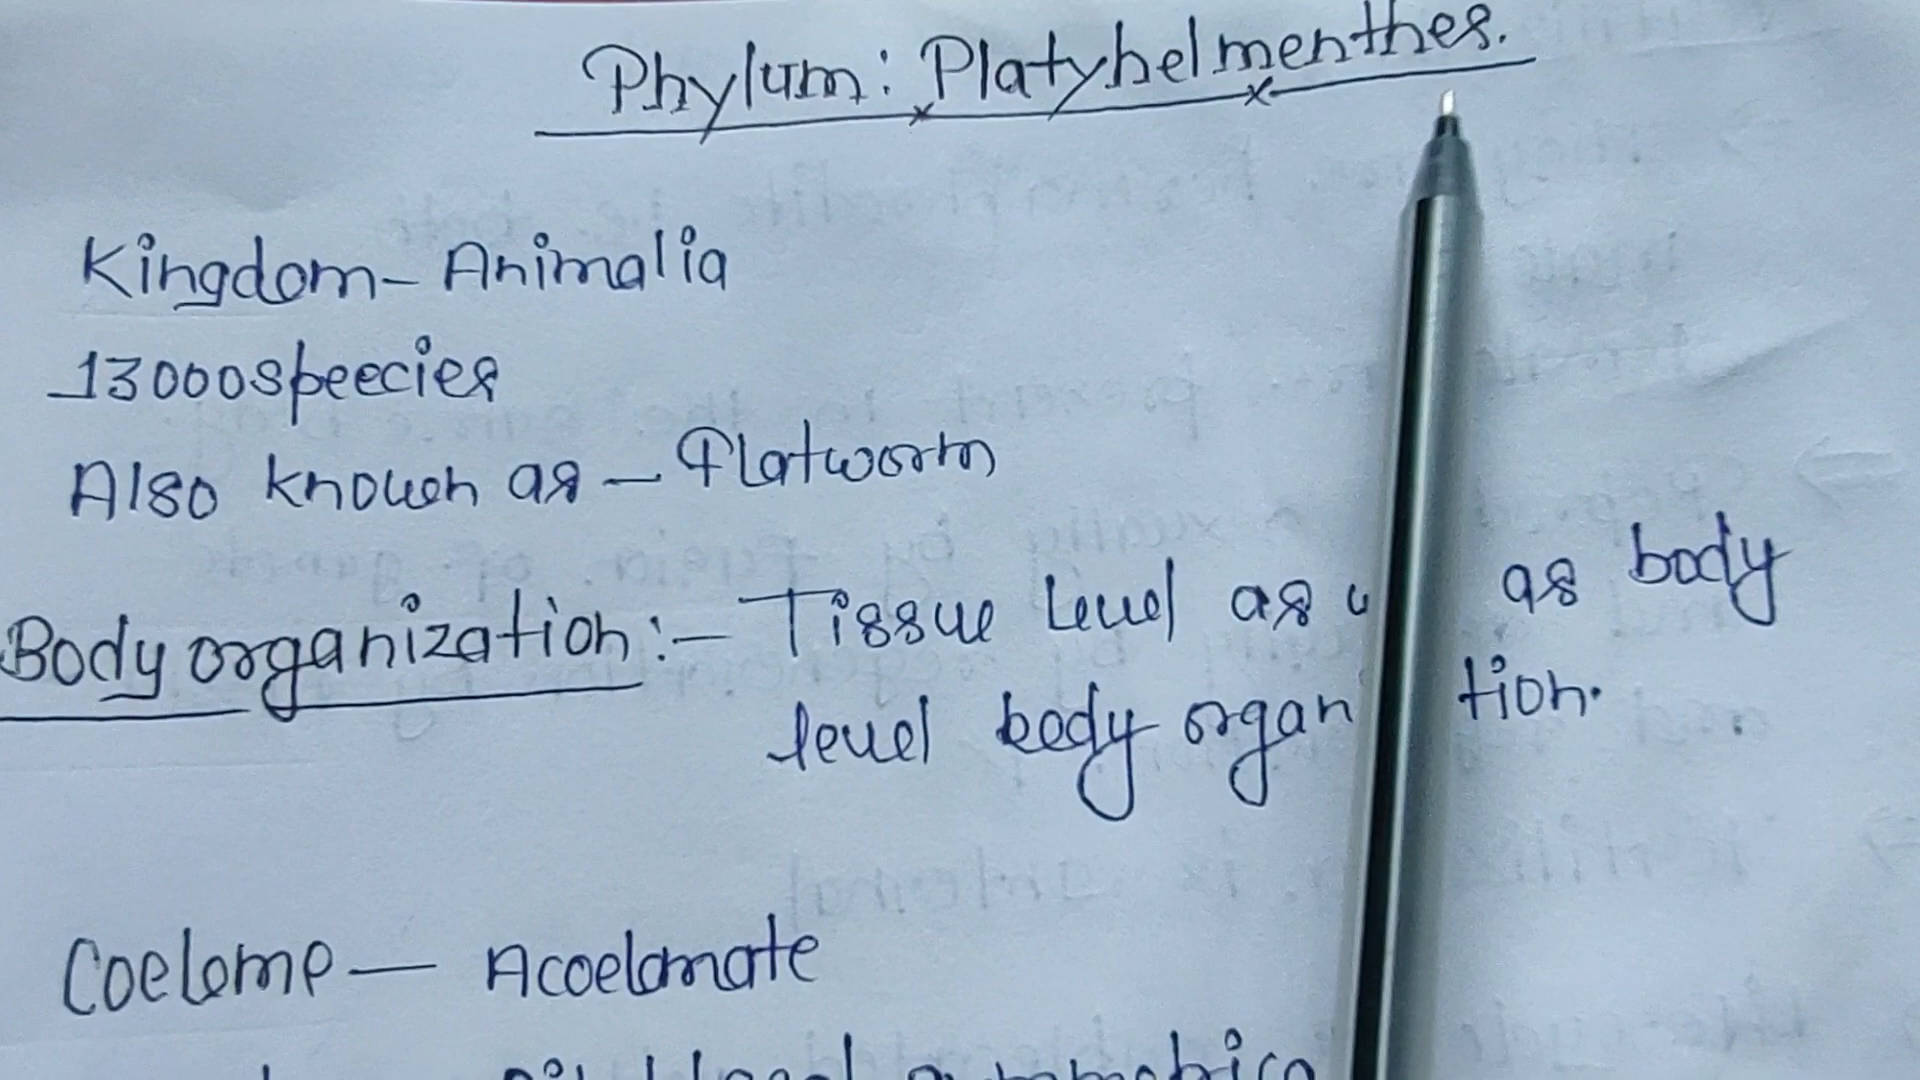 Phylum: Platyhelmenthes.
Kingdom - Animalia
13000 speecies
Also known as - Flatworm
Body organization :- Tissue level as as body
level body organ tion.
Coelome - Acoelomate